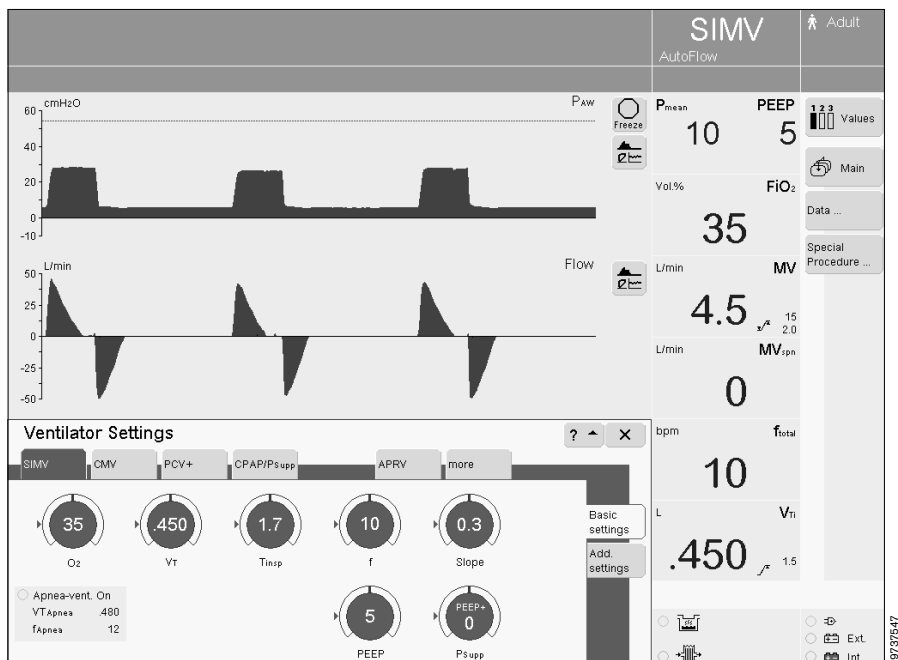 SIMV
AutoFlow
Adult
cmH2O
PAW
60
40
20
0
-10
Freeze
Pmean PEEP
10 5
1 2 3
Values
Main
Data ...
Special
Procedure ...
Vol.% FiO2
35
L/min
Flow
50
25
0
-25
-50
L/min MV
4.5
15
2.0
L/min MVspn
0
bpm ftotal
10
L VTi
.450 1.5
Ventilator Settings
?
SIMV CMV PCV+ CPAP/Psupp APRV more
35 .450 1.7 10 0.3
O2 VT Tinsp f Slope
Basic
settings
Add.
settings
Apnea-vent. On
VTApnea .480
fApnea 12
5
PEEP
PEEP+
0
Psupp
Ext.
Int.
9737547